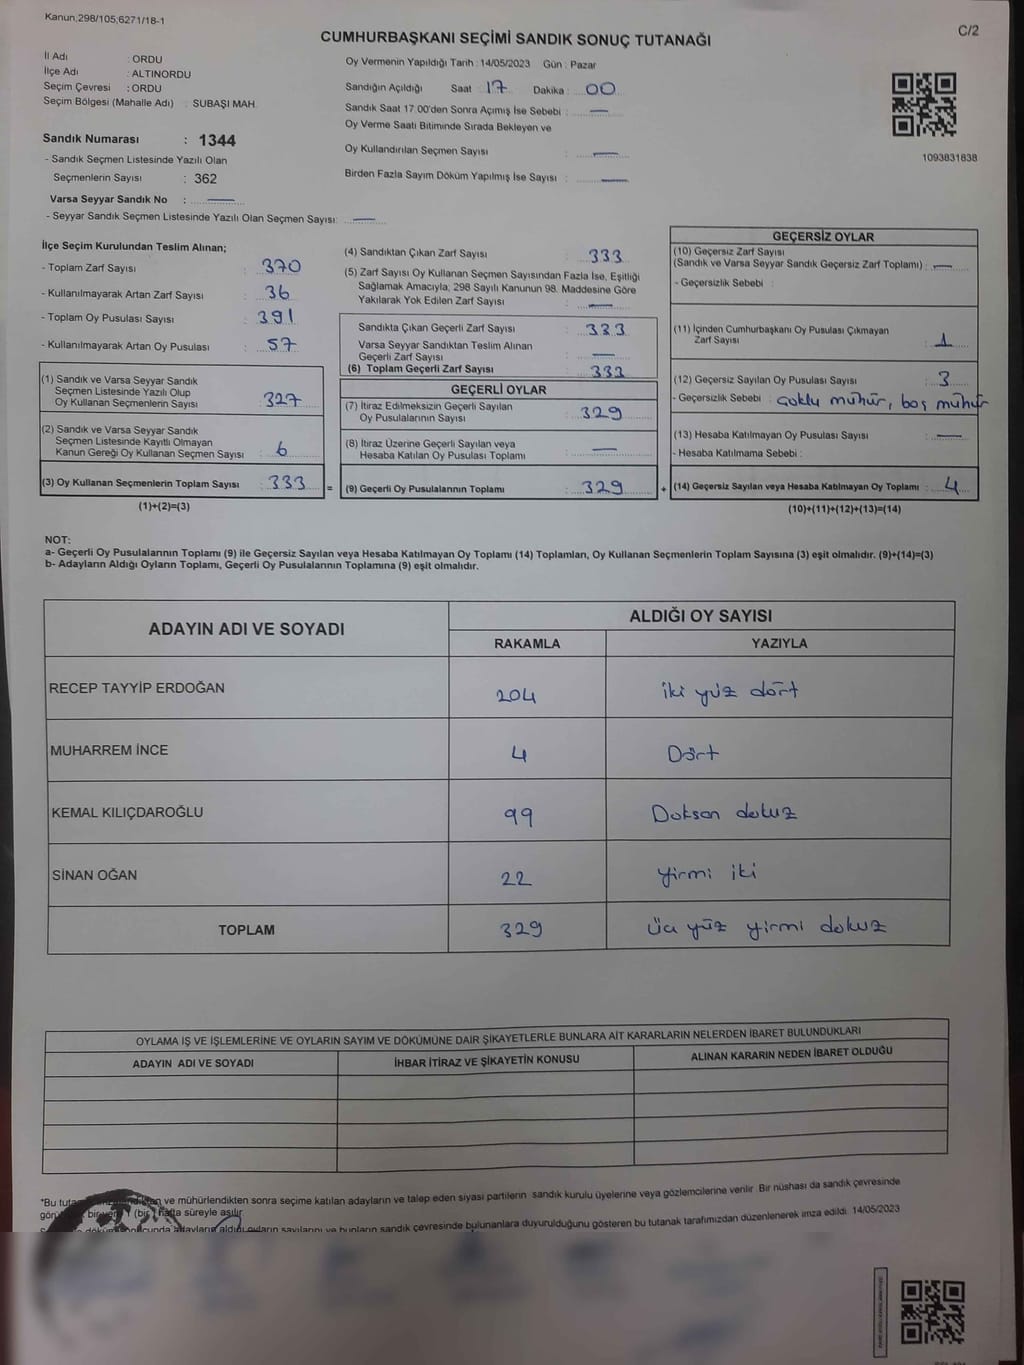 Kanun,298/105,6271/18-1
C/2
CUMHURBAŞKANI SEÇİMİ SANDIK SONUÇ TUTANAĞI
İl Adı : ORDU
İlçe Adı : ALTINORDU
Seçim Çevresi : ORDU
Seçim Bölgesi (Mahalle Adı) : SUBAŞI MAH.
Sandık Numarası : 1344
- Sandık Seçmen Listesinde Yazılı Olan
Seçmenlerin Sayısı : 362
Varsa Seyyar Sandık No : —
- Seyyar Sandık Seçmen Listesinde Yazılı Olan Seçmen Sayısı: —
Oy Vermenin Yapıldığı Tarih : 14/05/2023 Gün : Pazar
Sandığın Açıldığı Saat : 17 Dakika : 00
Sandık Saat 17:00'den Sonra Açımış İse Sebebi : —
Oy Verme Saati Bitiminde Sırada Bekleyen ve
Oy Kullandırılan Seçmen Sayısı : —
Birden Fazla Sayım Döküm Yapılmış İse Sayısı : —
1093831838
İlçe Seçim Kurulundan Teslim Alınan;
- Toplam Zarf Sayısı : 370
- Kullanılmayarak Artan Zarf Sayısı : 36
- Toplam Oy Pusulası Sayısı : 391
- Kullanılmayarak Artan Oy Pusulası : 57
(1) Sandık ve Varsa Seyyar Sandık
Seçmen Listesinde Yazılı Olup
Oy Kullanan Seçmenlerin Sayısı : 327
(2) Sandık ve Varsa Seyyar Sandık
Seçmen Listesinde Kayıtlı Olmayan
Kanun Gereği Oy Kullanan Seçmen Sayısı : 6
(3) Oy Kullanan Seçmenlerin Toplam Sayısı : 333 =
(1)+(2)=(3)
(4) Sandıktan Çıkan Zarf Sayısı : 333
(5) Zarf Sayısı Oy Kullanan Seçmen Sayısından Fazla İse, Eşitliği
Sağlamak Amacıyla, 298 Sayılı Kanunun 98. Maddesine Göre
Yakılarak Yok Edilen Zarf Sayısı : —
Sandıkta Çıkan Geçerli Zarf Sayısı : 333
Varsa Seyyar Sandıktan Teslim Alınan
Geçerli Zarf Sayısı : —
(6) Toplam Geçerli Zarf Sayısı : 333
GEÇERLİ OYLAR
(7) İtiraz Edilmeksizin Geçerli Sayılan
Oy Pusulalarının Sayısı : 329
(8) İtiraz Üzerine Geçerli Sayılan veya
Hesaba Katılan Oy Pusulası Toplamı : —
(9) Geçerli Oy Pusulalarının Toplamı : 329 +
GEÇERSİZ OYLAR
(10) Geçersiz Zarf Sayısı
(Sandık ve Varsa Seyyar Sandık Geçersiz Zarf Toplamı) : —
- Geçersizlik Sebebi :
(11) İçinden Cumhurbaşkanı Oy Pusulası Çıkmayan
Zarf Sayısı : 1
(12) Geçersiz Sayılan Oy Pusulası Sayısı : 3
- Geçersizlik Sebebi : çoklu mühür, boş mühür
(13) Hesaba Katılmayan Oy Pusulası Sayısı : —
- Hesaba Katılmama Sebebi :
(14) Geçersiz Sayılan veya Hesaba Katılmayan Oy Toplamı : 4
(10)+(11)+(12)+(13)=(14)
NOT:
a- Geçerli Oy Pusulalarının Toplamı (9) ile Geçersiz Sayılan veya Hesaba Katılmayan Oy Toplamı (14) Toplamları, Oy Kullanan Seçmenlerin Toplam Sayısına (3) eşit olmalıdır. (9)+(14)=(3)
b- Adayların Aldığı Oyların Toplamı, Geçerli Oy Pusulalarının Toplamına (9) eşit olmalıdır.
ADAYIN ADI VE SOYADI ALDIĞI OY SAYISI
RAKAMLA YAZIYLA
RECEP TAYYİP ERDOĞAN 204 iki yüz dört
MUHARREM İNCE 4 Dört
KEMAL KILIÇDAROĞLU 99 Doksan dokuz
SİNAN OĞAN 22 yirmi iki
TOPLAM 329 Üç yüz yirmi dokuz
OYLAMA İŞ VE İŞLEMLERİNE VE OYLARIN SAYIM VE DÖKÜMÜNE DAİR ŞİKAYETLERLE BUNLARA AİT KARARLARIN NELERDEN İBARET BULUNDUKLARI
ADAYIN ADI VE SOYADI İHBAR İTİRAZ VE ŞİKAYETİN KONUSU ALINAN KARARIN NEDEN İBARET OLDUĞU
*Bu ve mühürlendikten sonra seçime katılan adayların ve talep eden siyasi partilerin sandık kurulu üyelerine veya gözlemcilerine verilir. Bir nüshası da sandık çevresinde
(bir) hafta süreyle asılır.
adayların aldığı oyların sayılarını ve bunların sandık çevresinde bulunanlara duyurulduğunu gösteren bu tutanak tarafımızdan düzenlenerek imza edildi. 14/05/2023